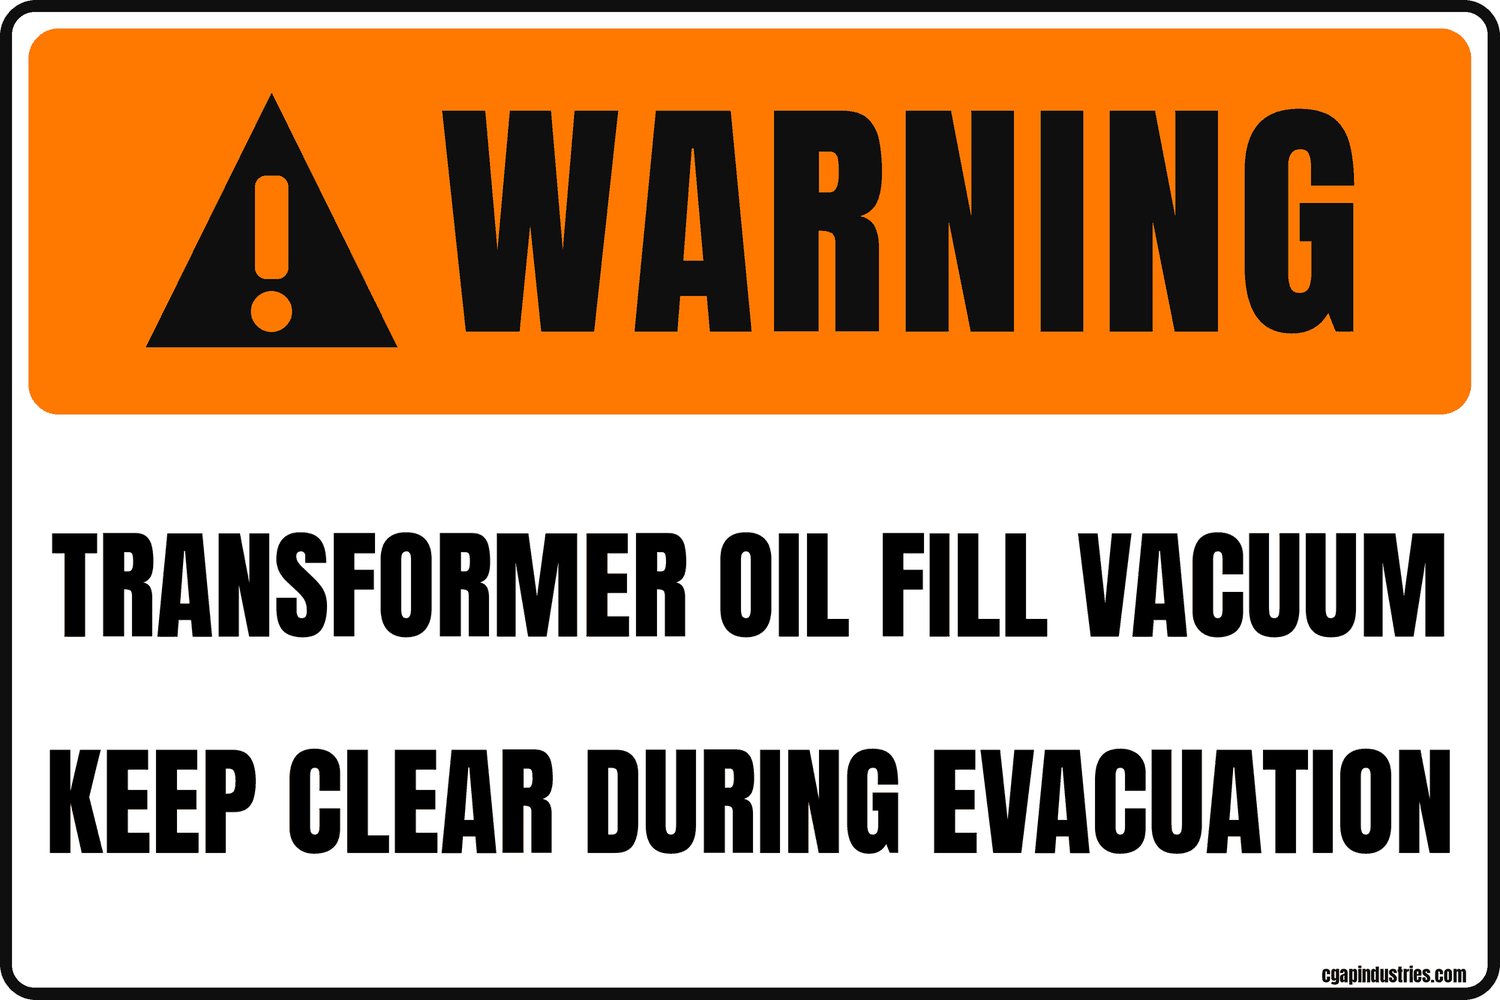 WARNING
TRANSFORMER OIL FILL VACUUM
KEEP CLEAR DURING EVACUATION
cgapindustries.com